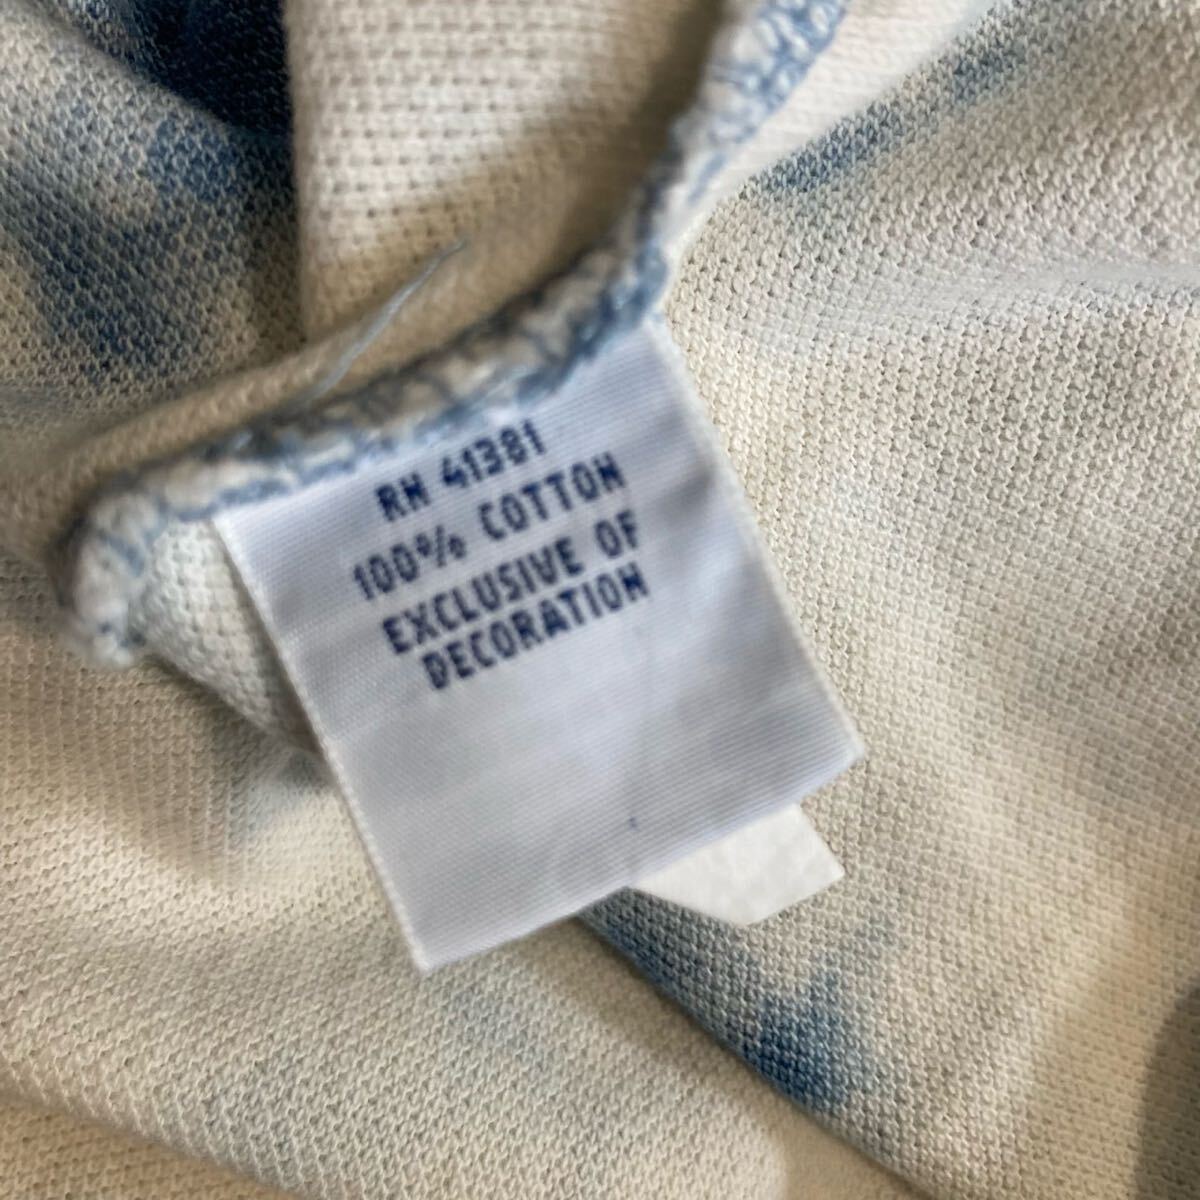 RN 41381
100% COTTON
EXCLUSIVE OF
DECORATION